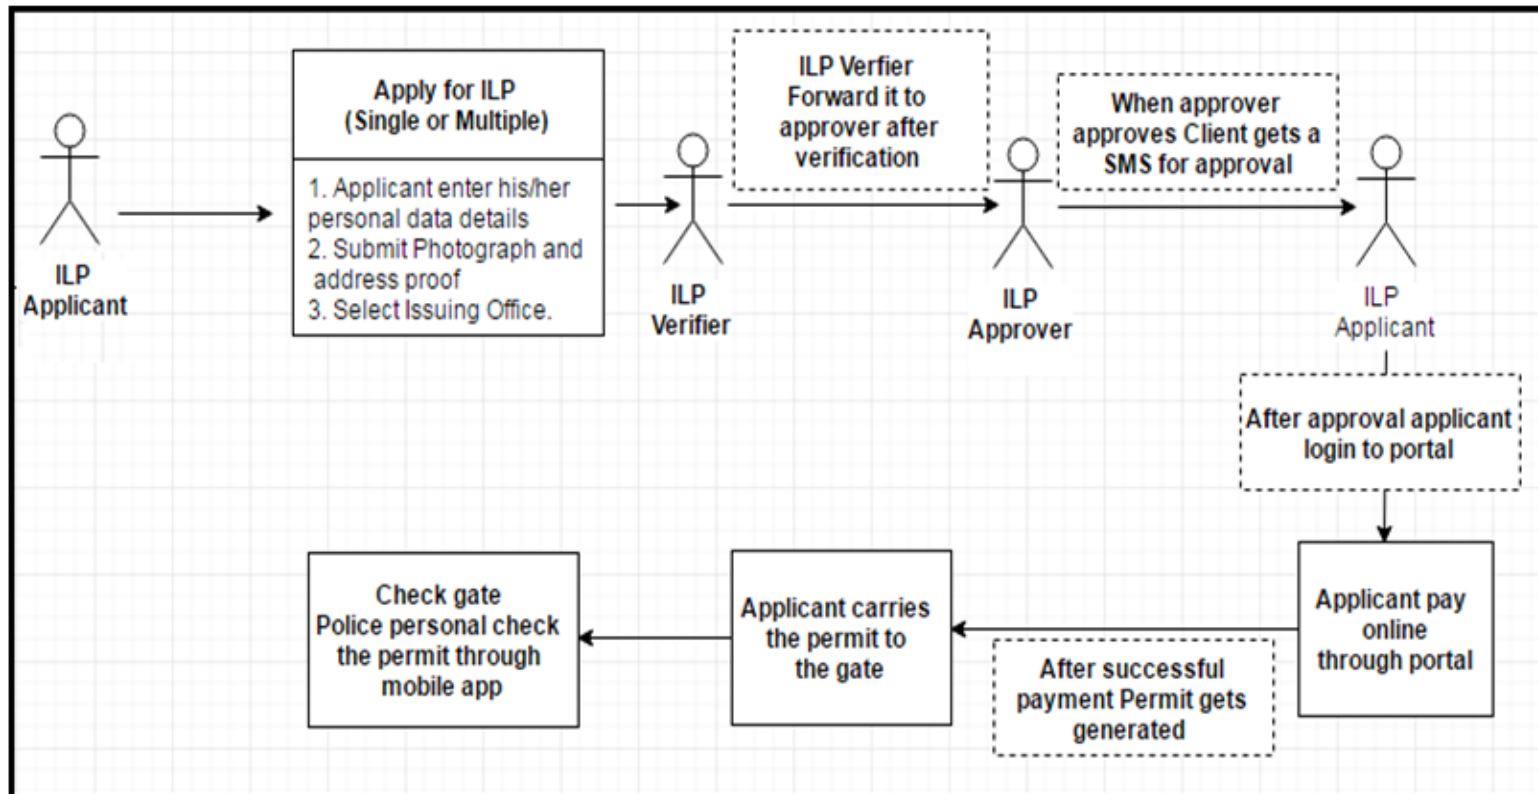 ILP
Applicant
Apply for ILP
(Single or Multiple)
1. Applicant enter his/her
personal data details
2. Submit Photograph and
address proof
3. Select Issuing Office.
ILP
Verifier
ILP Verfier
Forward it to
approver after
verification
ILP
Approver
When approver
approves Client gets a
SMS for approval
ILP
Applicant
After approval applicant
login to portal
Applicant pay
online
through portal
After successful
payment Permit gets
generated
Applicant carries
the permit to
the gate
Check gate
Police personal check
the permit through
mobile app